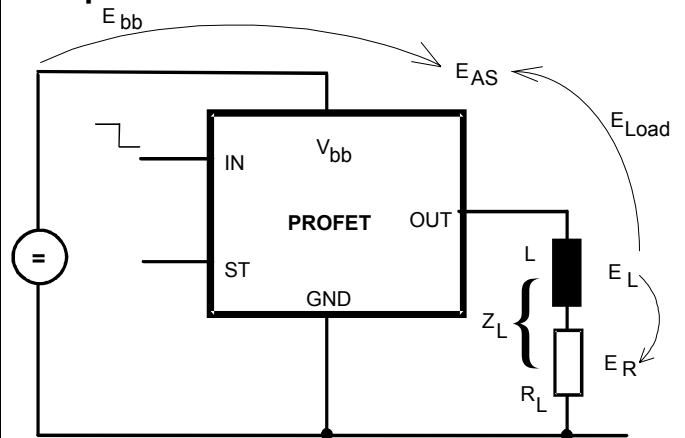 E bb
E AS
E Load
V bb
IN
PROFET
OUT
ST
GND
=
L
E L
Z L
{
R L
E R